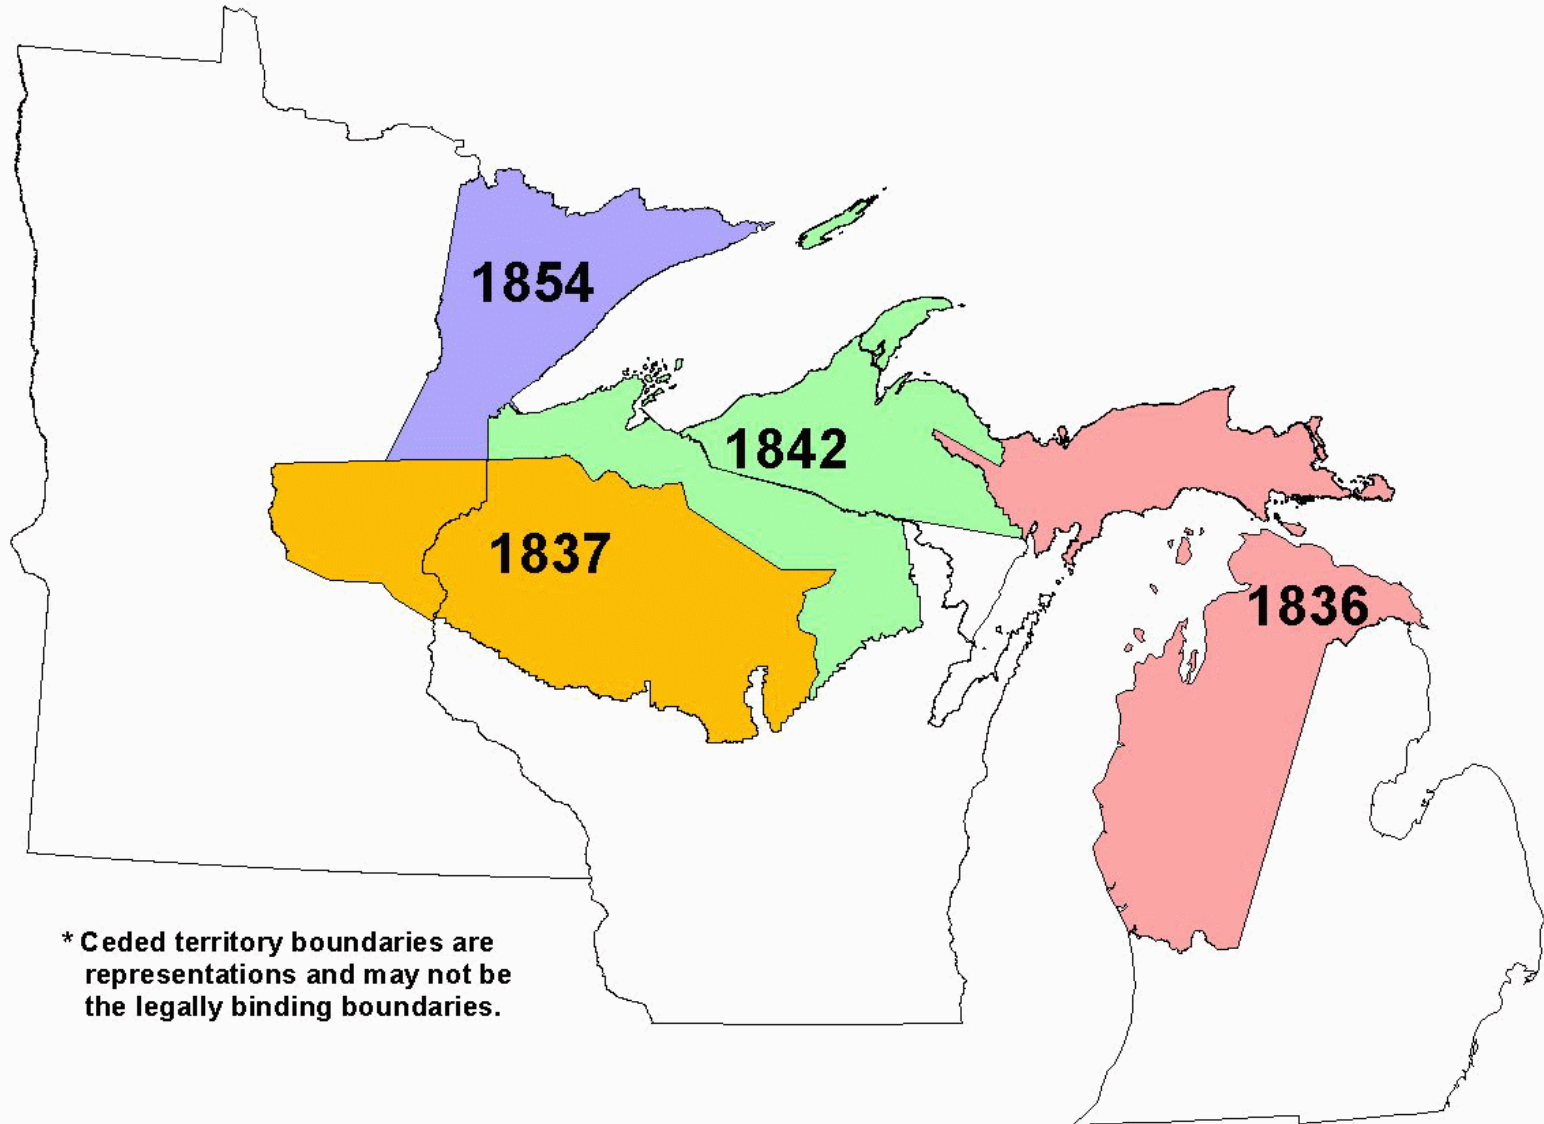 1854
1842
1837
1836
* Ceded territory boundaries are
representations and may not be
the legally binding boundaries.